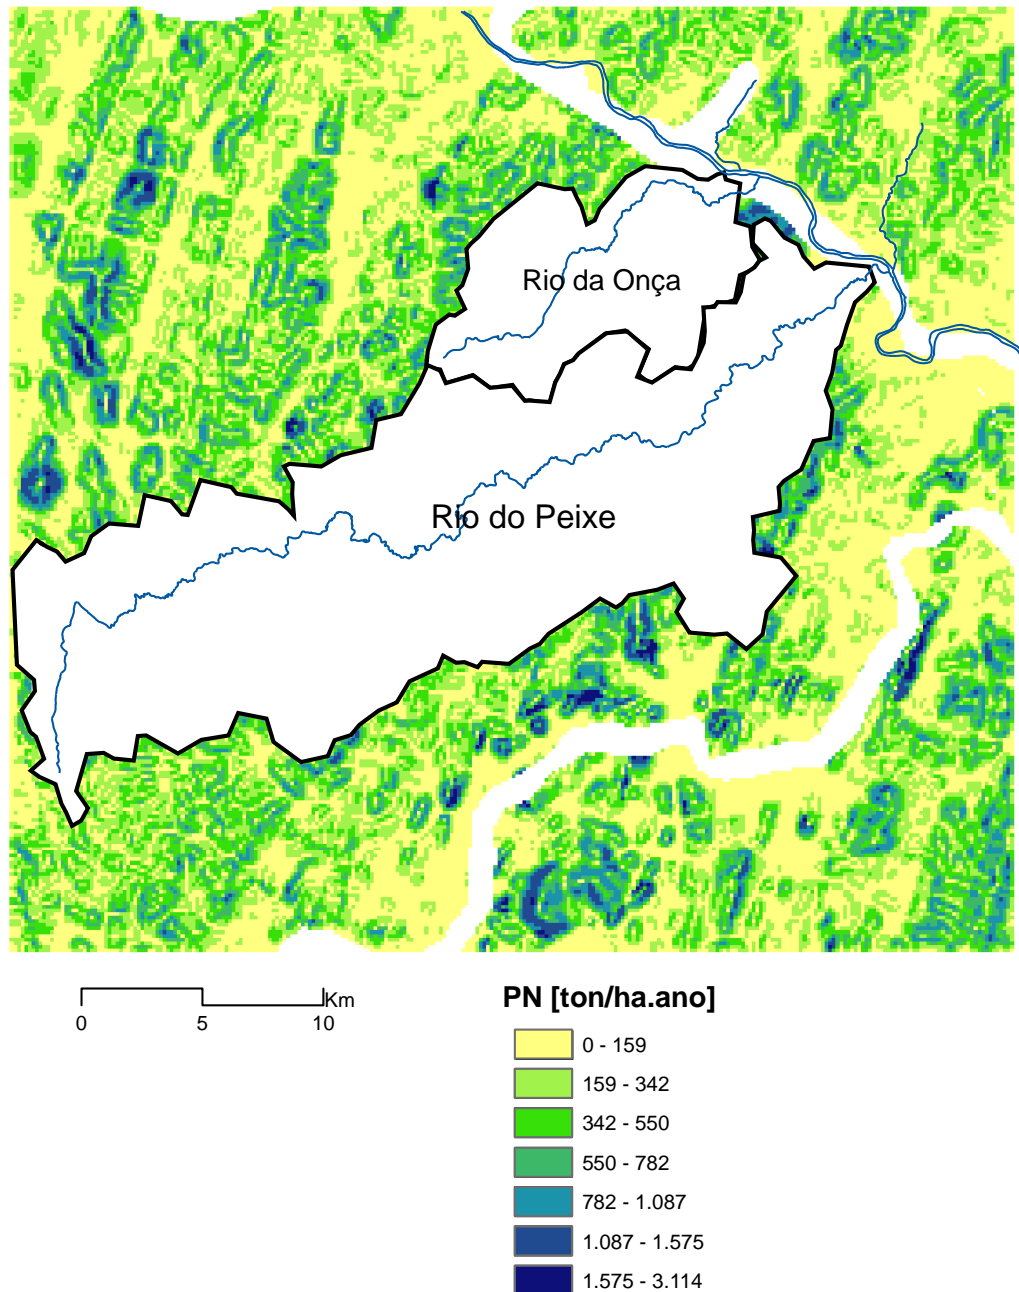 Rio da Onça
Rio do Peixe
Km
0 5 10
PN [ton/ha.ano]
0 - 159
159 - 342
342 - 550
550 - 782
782 - 1.087
1.087 - 1.575
1.575 - 3.114